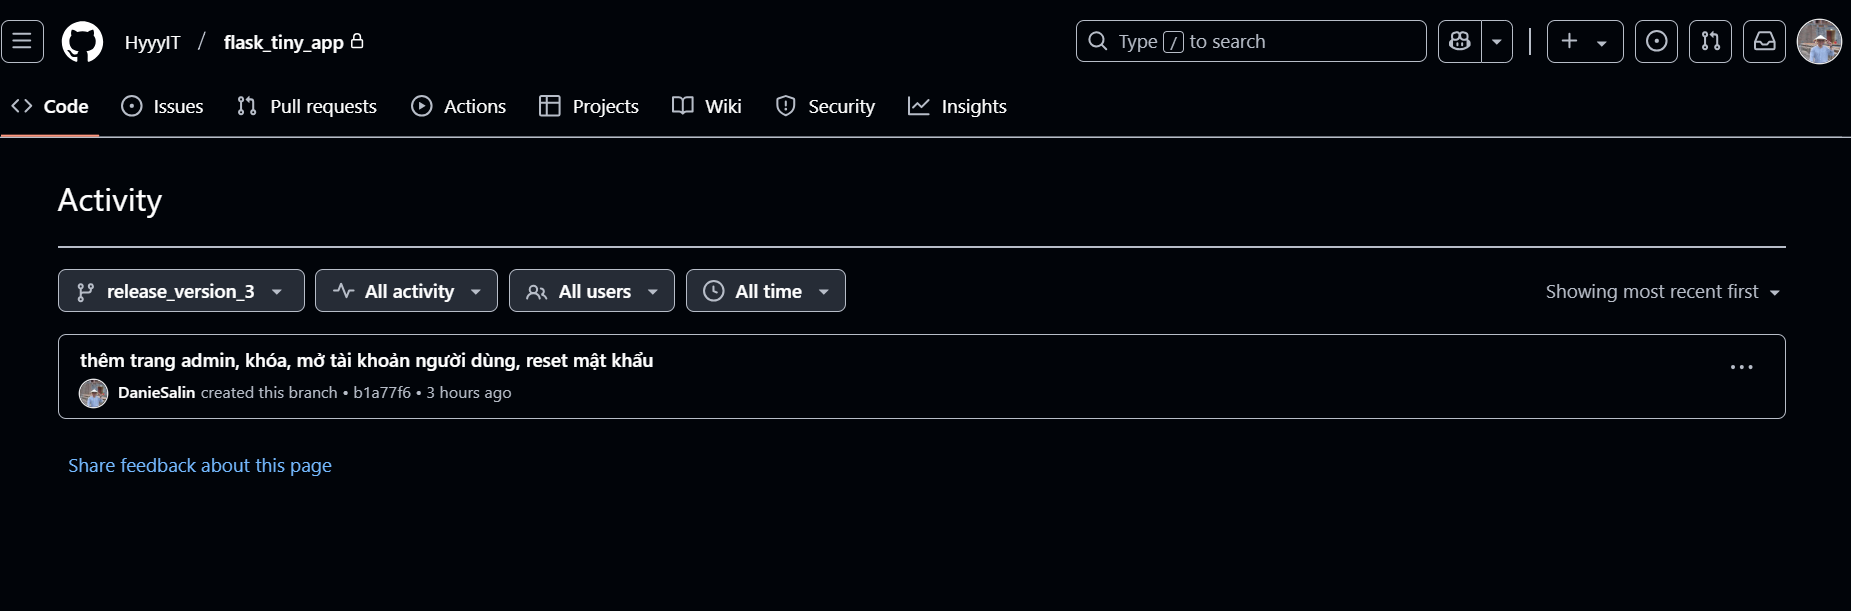 HyyyIT / flask_tiny_app
Type / to search
Code Issues Pull requests Actions Projects Wiki Security Insights
Activity
release_version_3 All activity All users All time Showing most recent first
thêm trang admin, khóa, mở tài khoản người dùng, reset mật khẩu
DanieSalin created this branch • b1a77f6 • 3 hours ago
Share feedback about this page